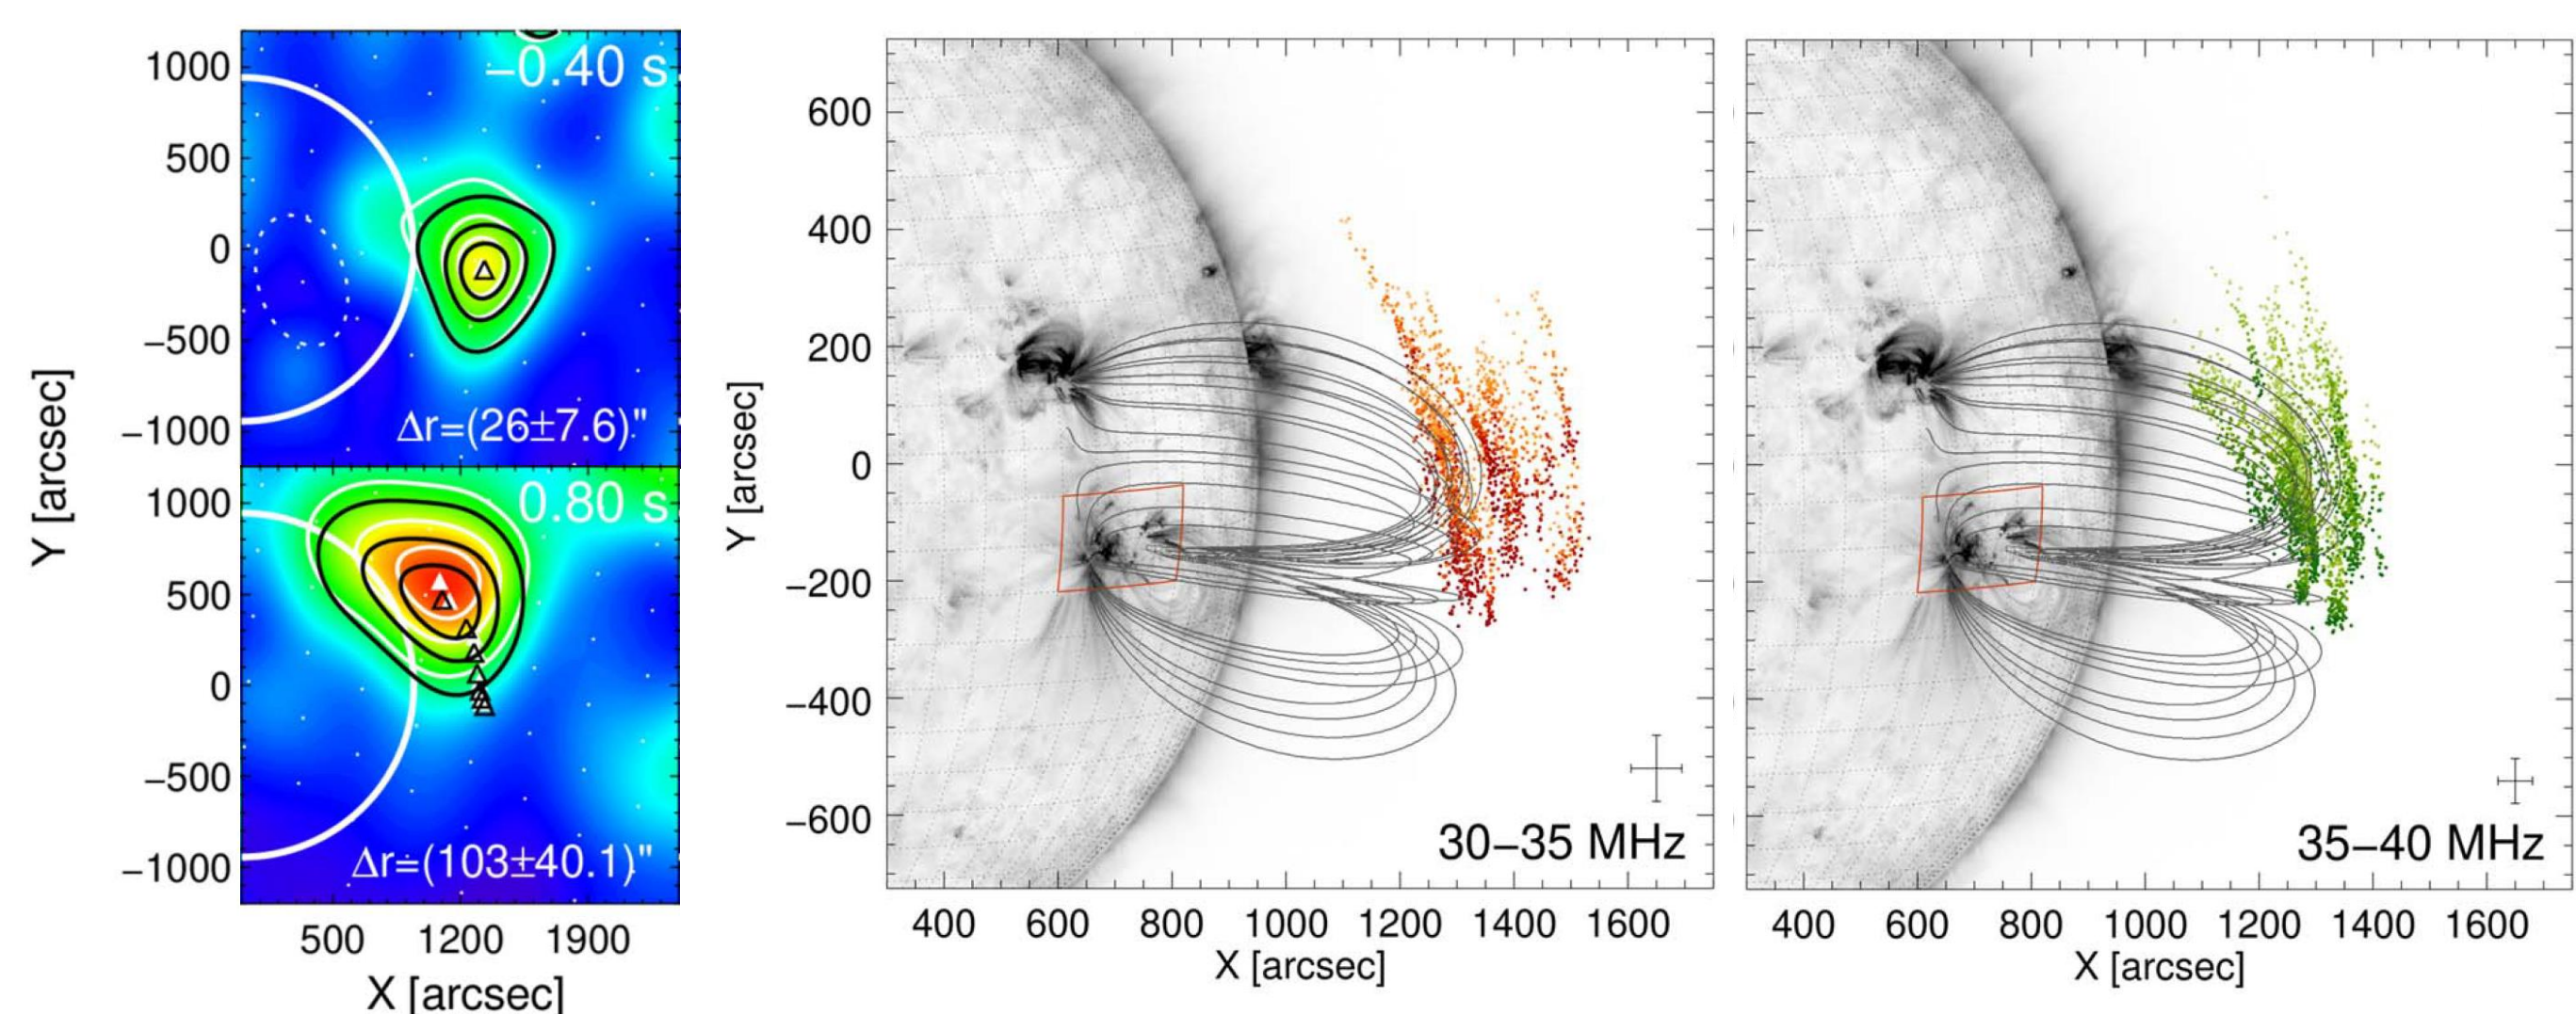 1000
500
0
−500
−1000
−0.40 s
Δr=(26±7.6)"
1000
500
0
−500
−1000
0.80 s
Δr=(103±40.1)"
Y [arcsec]
500 1200 1900
X [arcsec]
600
400
200
0
−200
−400
−600
Y [arcsec]
30−35 MHz
400 600 800 1000 1200 1400 1600
X [arcsec]
35−40 MHz
400 600 800 1000 1200 1400 1600
X [arcsec]